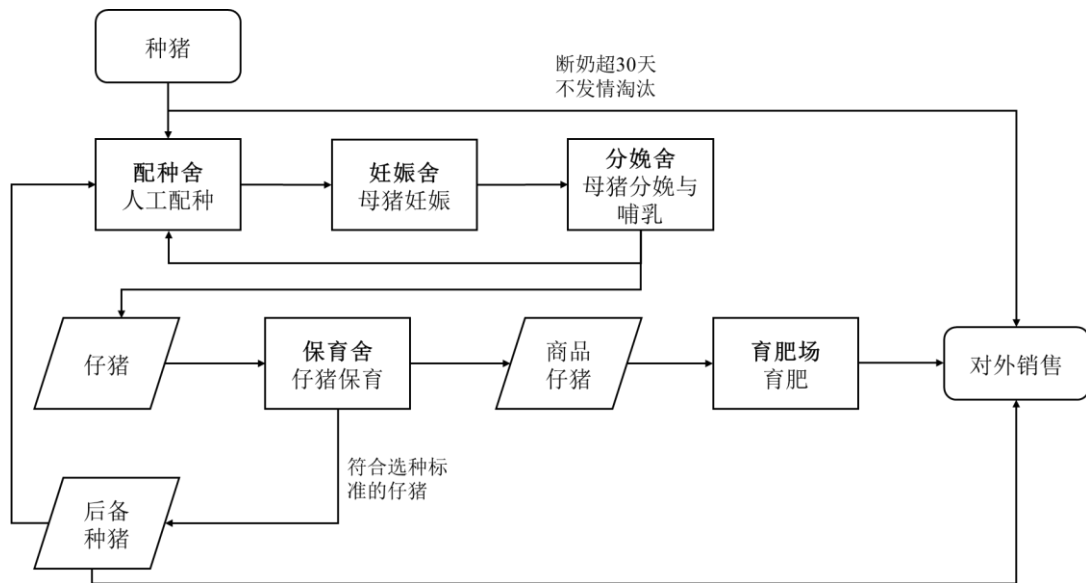 种猪
断奶超30天
不发情淘汰
配种舍
人工配种
妊娠舍
母猪妊娠
分娩舍
母猪分娩与
哺乳
仔猪
保育舍
仔猪保育
商品
仔猪
育肥场
育肥
对外销售
符合选种标
准的仔猪
后备
种猪